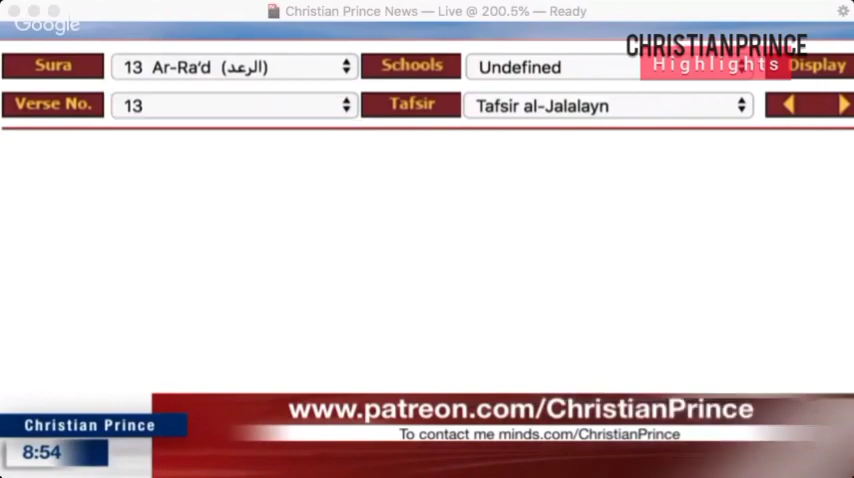 Christian Prince News — Live @ 200.5% — Ready
Google
CHRISTIAN PRINCE
Highlights
Sura 13 Ar-Ra'd (الرعد) Schools Undefined Display
Verse No. 13 Tafsir Tafsir al-Jalalayn
www.patreon.com/ChristianPrince
To contact me minds.com/ChristianPrince
Christian Prince
8:54